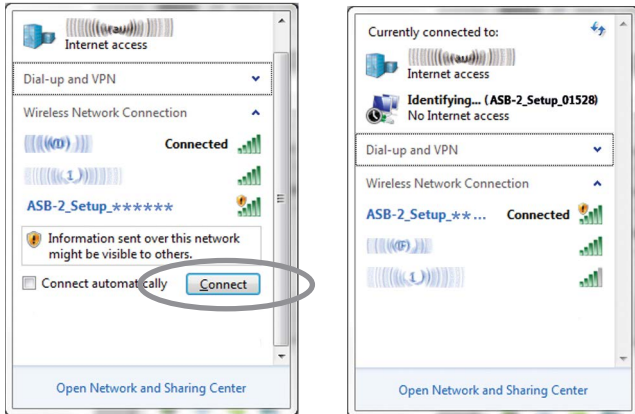 Internet access
Dial-up and VPN
Wireless Network Connection
Connected
ASB-2_Setup_******
Information sent over this network
might be visible to others.
Connect automatically
Connect
Open Network and Sharing Center
Currently connected to:
Internet access
Identifying... (ASB-2_Setup_01528)
No Internet access
Dial-up and VPN
Wireless Network Connection
ASB-2_Setup_**... Connected
Open Network and Sharing Center